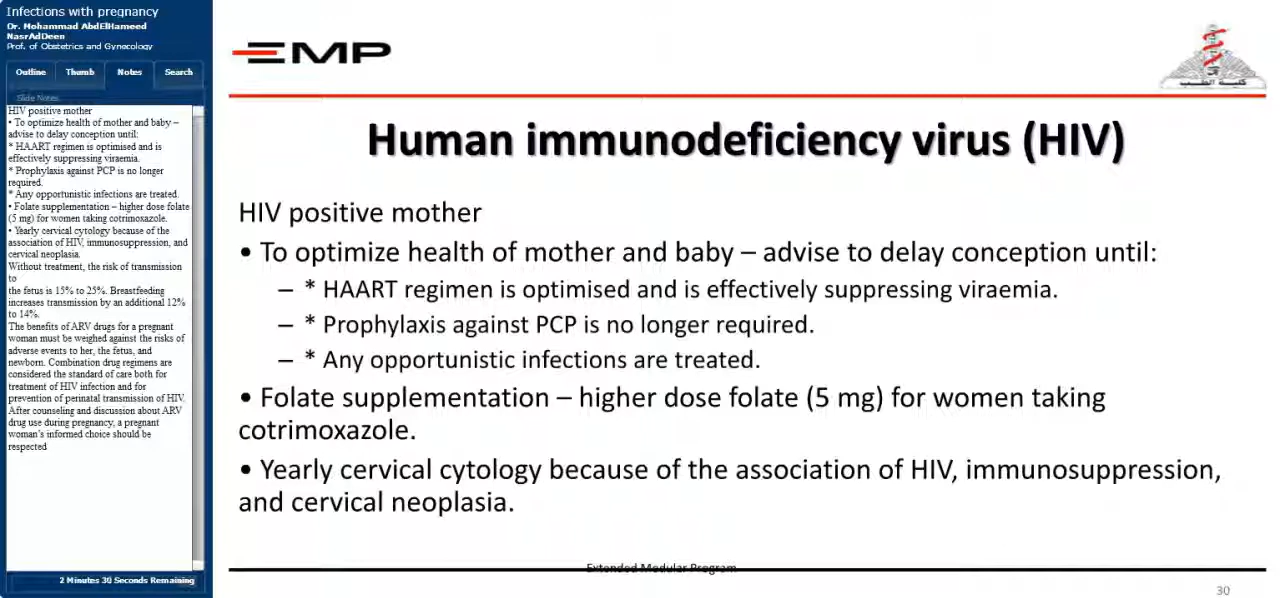 Infections with pregnancy
Dr. Mohammad AbdElHameed
NasrAdDeen
Prof. of Obstetrics and Gynecology
Outline Thumb Notes Search
Slide Notes
HIV positive mother
• To optimize health of mother and baby –
advise to delay conception until:
* HAART regimen is optimised and is
effectively suppressing viraemia.
* Prophylaxis against PCP is no longer
required.
* Any opportunistic infections are treated.
• Folate supplementation – higher dose folate
(5 mg) for women taking cotrimoxazole.
• Yearly cervical cytology because of the
association of HIV, immunosuppression, and
cervical neoplasia.
Without treatment, the risk of transmission
to
the fetus is 15% to 25%. Breastfeeding
increases transmission by an additional 12%
to 14%.
The benefits of ARV drugs for a pregnant
woman must be weighed against the risks of
adverse events to her, the fetus, and
newborn. Combination drug regimens are
considered the standard of care both for
treatment of HIV infection and for
prevention of perinatal transmission of HIV.
After counseling and discussion about ARV
drug use during pregnancy, a pregnant
woman's informed choice should be
respected
2 Minutes 30 Seconds Remaining
EMP
كلية الطب
Human immunodeficiency virus (HIV)
HIV positive mother
• To optimize health of mother and baby – advise to delay conception until:
– * HAART regimen is optimised and is effectively suppressing viraemia.
– * Prophylaxis against PCP is no longer required.
– * Any opportunistic infections are treated.
• Folate supplementation – higher dose folate (5 mg) for women taking
cotrimoxazole.
• Yearly cervical cytology because of the association of HIV, immunosuppression,
and cervical neoplasia.
Extended Modular Program
30